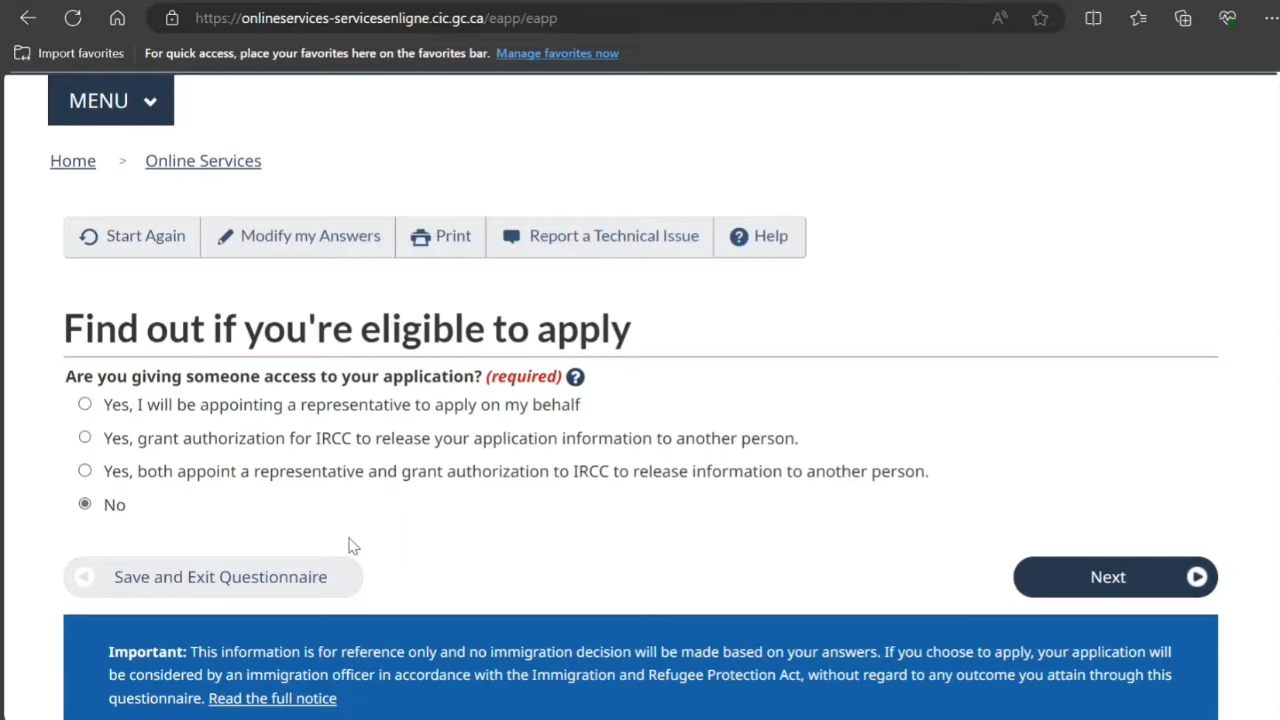 https://onlineservices-servicesenligne.cic.gc.ca/eapp/eapp
Import favorites For quick access, place your favorites here on the favorites bar. Manage favorites now
MENU
Home > Online Services
Start Again Modify my Answers Print Report a Technical Issue Help
Find out if you're eligible to apply
Are you giving someone access to your application? (required)
Yes, I will be appointing a representative to apply on my behalf
Yes, grant authorization for IRCC to release your application information to another person.
Yes, both appoint a representative and grant authorization to IRCC to release information to another person.
No
Save and Exit Questionnaire Next
Important: This information is for reference only and no immigration decision will be made based on your answers. If you choose to apply, your application will
be considered by an immigration officer in accordance with the Immigration and Refugee Protection Act, without regard to any outcome you attain through this
questionnaire. Read the full notice